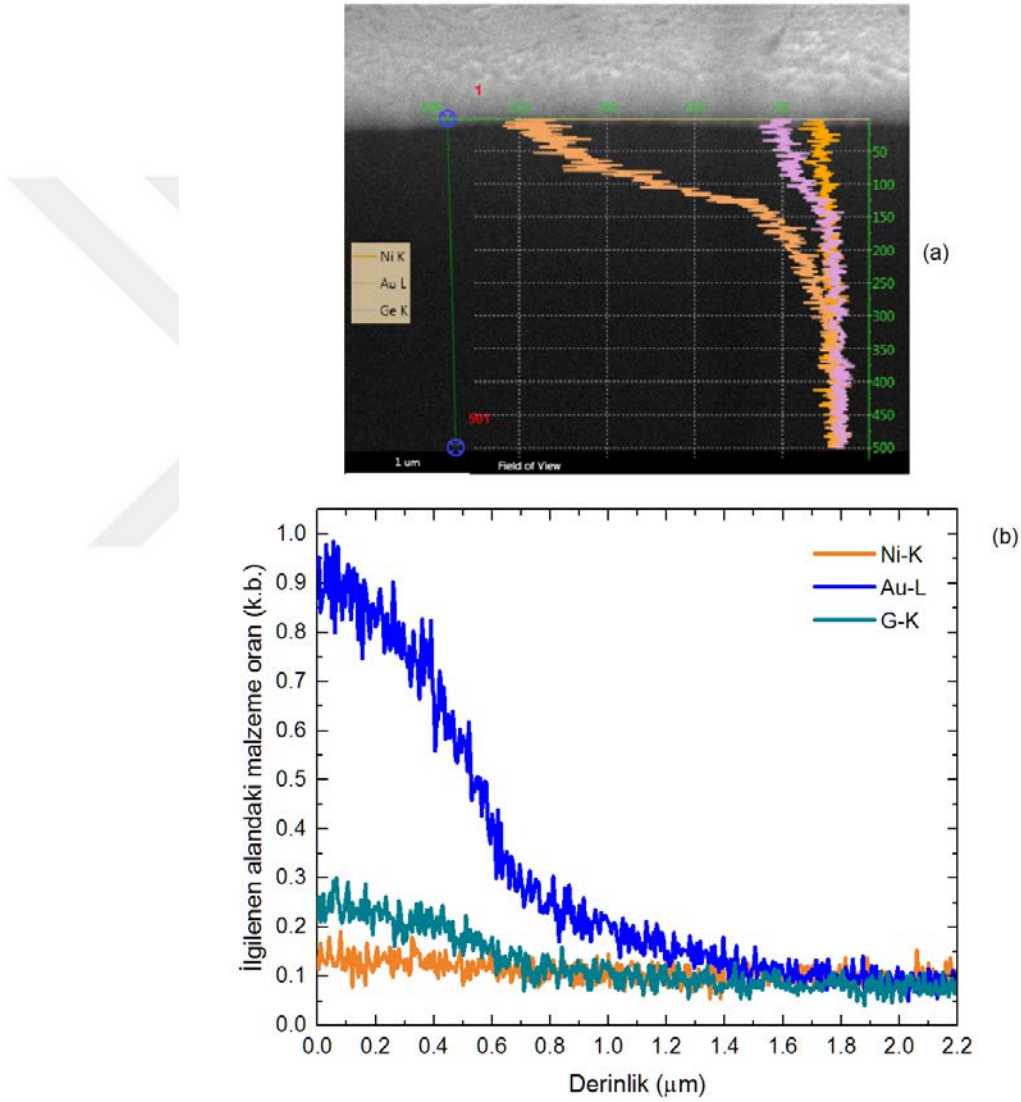 1
50
100
150
200
250
300
350
400
450
500
Ni K
Au L
Ge K
501
1 um
Field of View
(a)
(b)
1.0
0.9
0.8
0.7
0.6
0.5
0.4
0.3
0.2
0.1
0.0
İlgilenen alandaki malzeme oran (k.b.)
Ni-K
Au-L
G-K
0.0 0.2 0.4 0.6 0.8 1.0 1.2 1.4 1.6 1.8 2.0 2.2
Derinlik (μm)